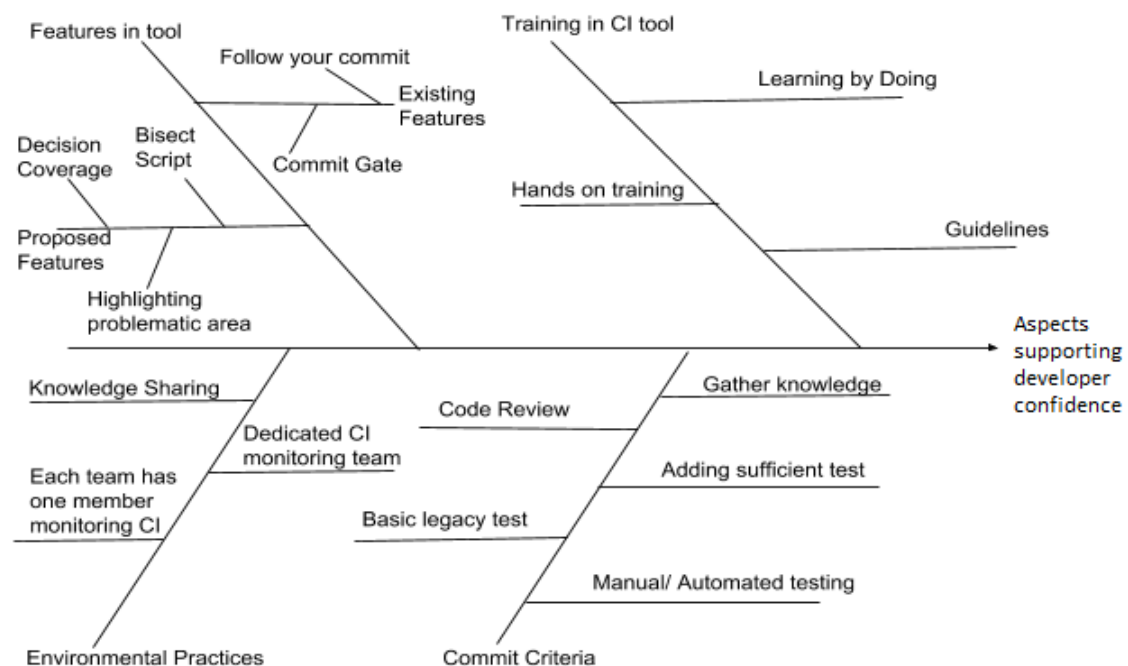 Features in tool
Training in CI tool
Follow your commit
Existing
Features
Learning by Doing
Decision
Coverage
Bisect
Script
Commit Gate
Hands on training
Proposed
Features
Guidelines
Highlighting
problematic area
Aspects
supporting
developer
confidence
Knowledge Sharing
Gather knowledge
Code Review
Dedicated CI
monitoring team
Each team has
one member
monitoring CI
Adding sufficient test
Basic legacy test
Manual/ Automated testing
Environmental Practices
Commit Criteria